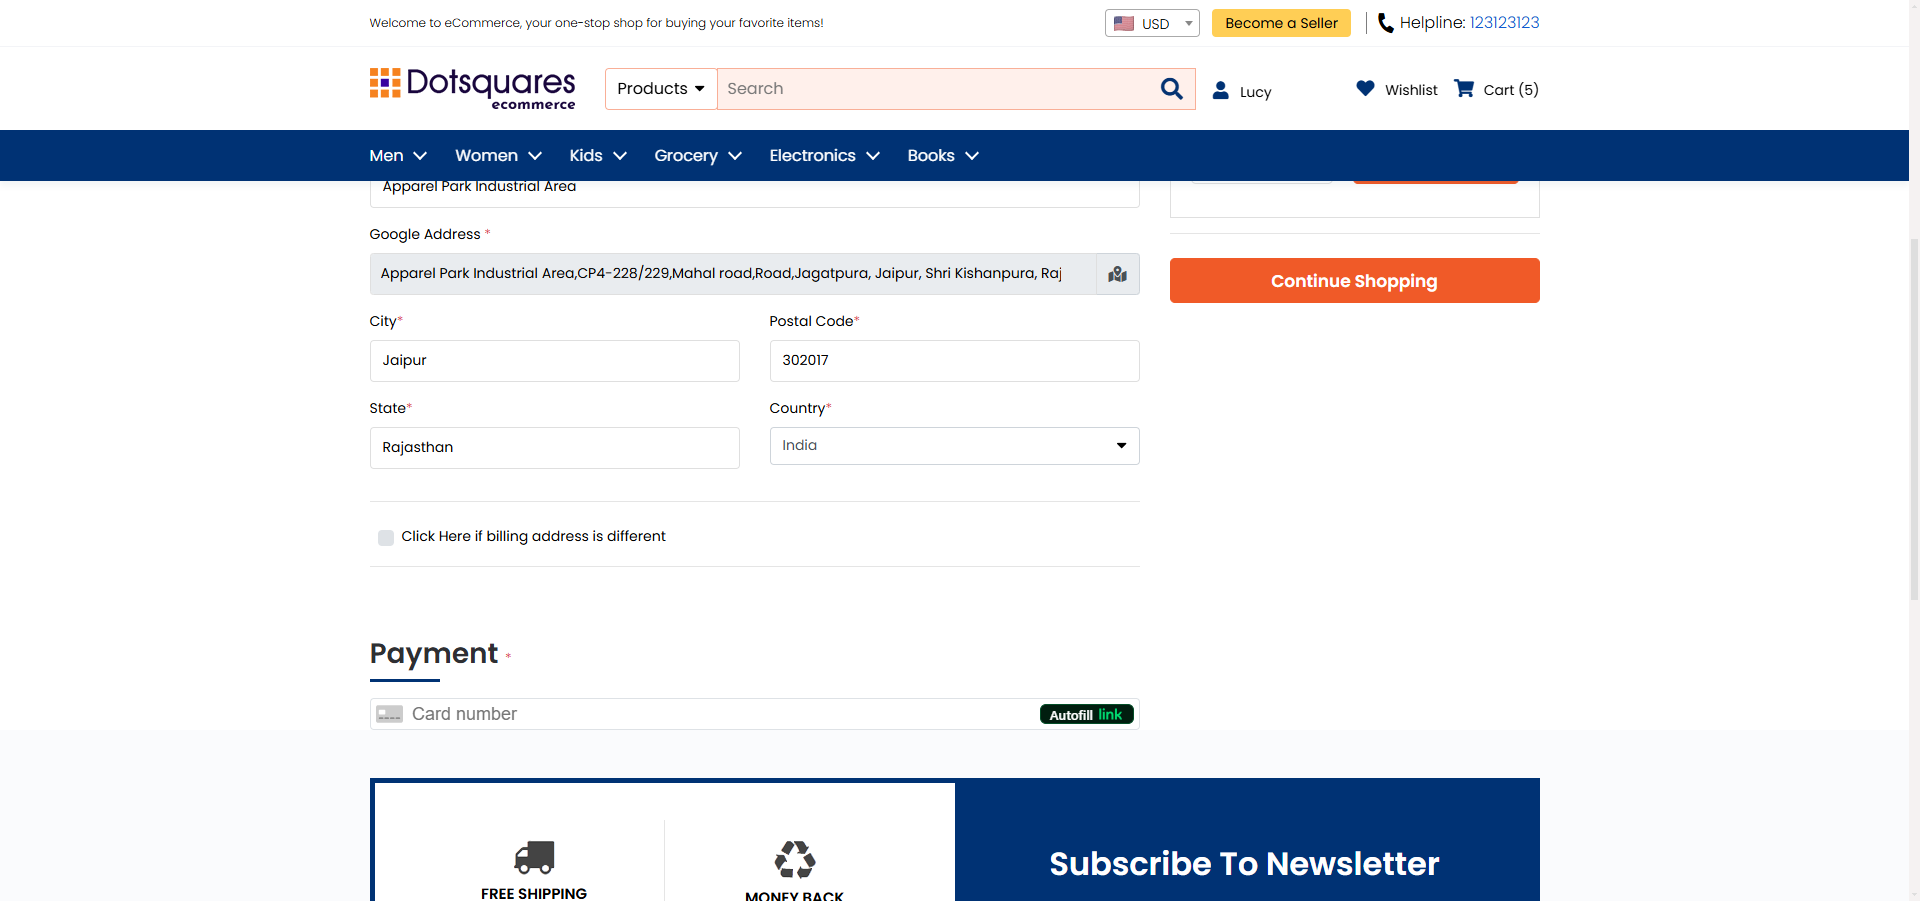 Welcome to eCommerce, your one-stop shop for buying your favorite items!
USD
Become a Seller
Helpline: 123123123
Dotsquares
ecommerce
Products
Search
Lucy
Wishlist
Cart (5)
Men
Women
Kids
Grocery
Electronics
Books
Apparel Park Industrial Area
Google Address *
Apparel Park Industrial Area,CP4-228/229,Mahal road,Road,Jagatpura, Jaipur, Shri Kishanpura, Raj
Continue Shopping
City*
Postal Code*
Jaipur
302017
State*
Country*
Rajasthan
India
Click Here if billing address is different
Payment *
Card number
Autofill link
FREE SHIPPING
MONEY BACK
Subscribe To Newsletter